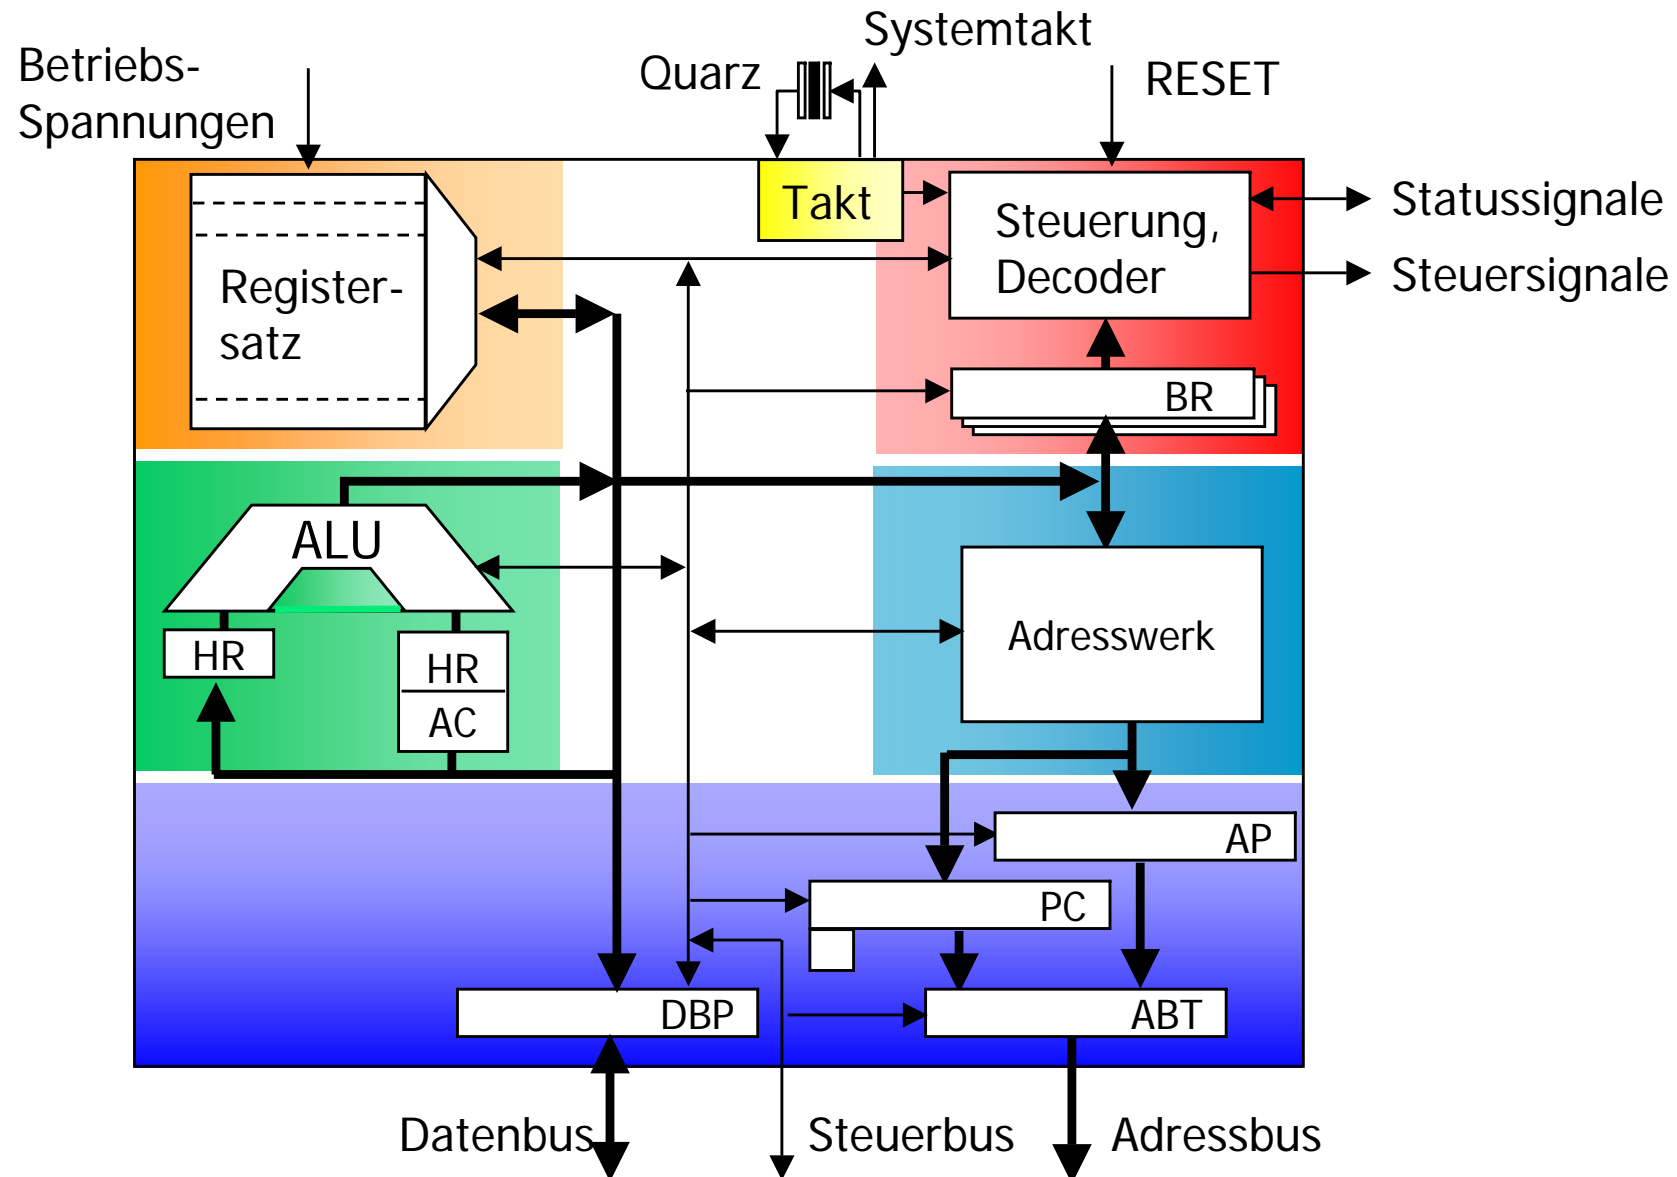 Systemtakt
Betriebs-
Spannungen
Quarz
RESET
Takt
Steuerung,
Decoder
Statussignale
Steuersignale
Register-
satz
BR
ALU
HR
HR
AC
Adresswerk
AP
PC
DBP
ABT
Datenbus
Steuerbus
Adressbus